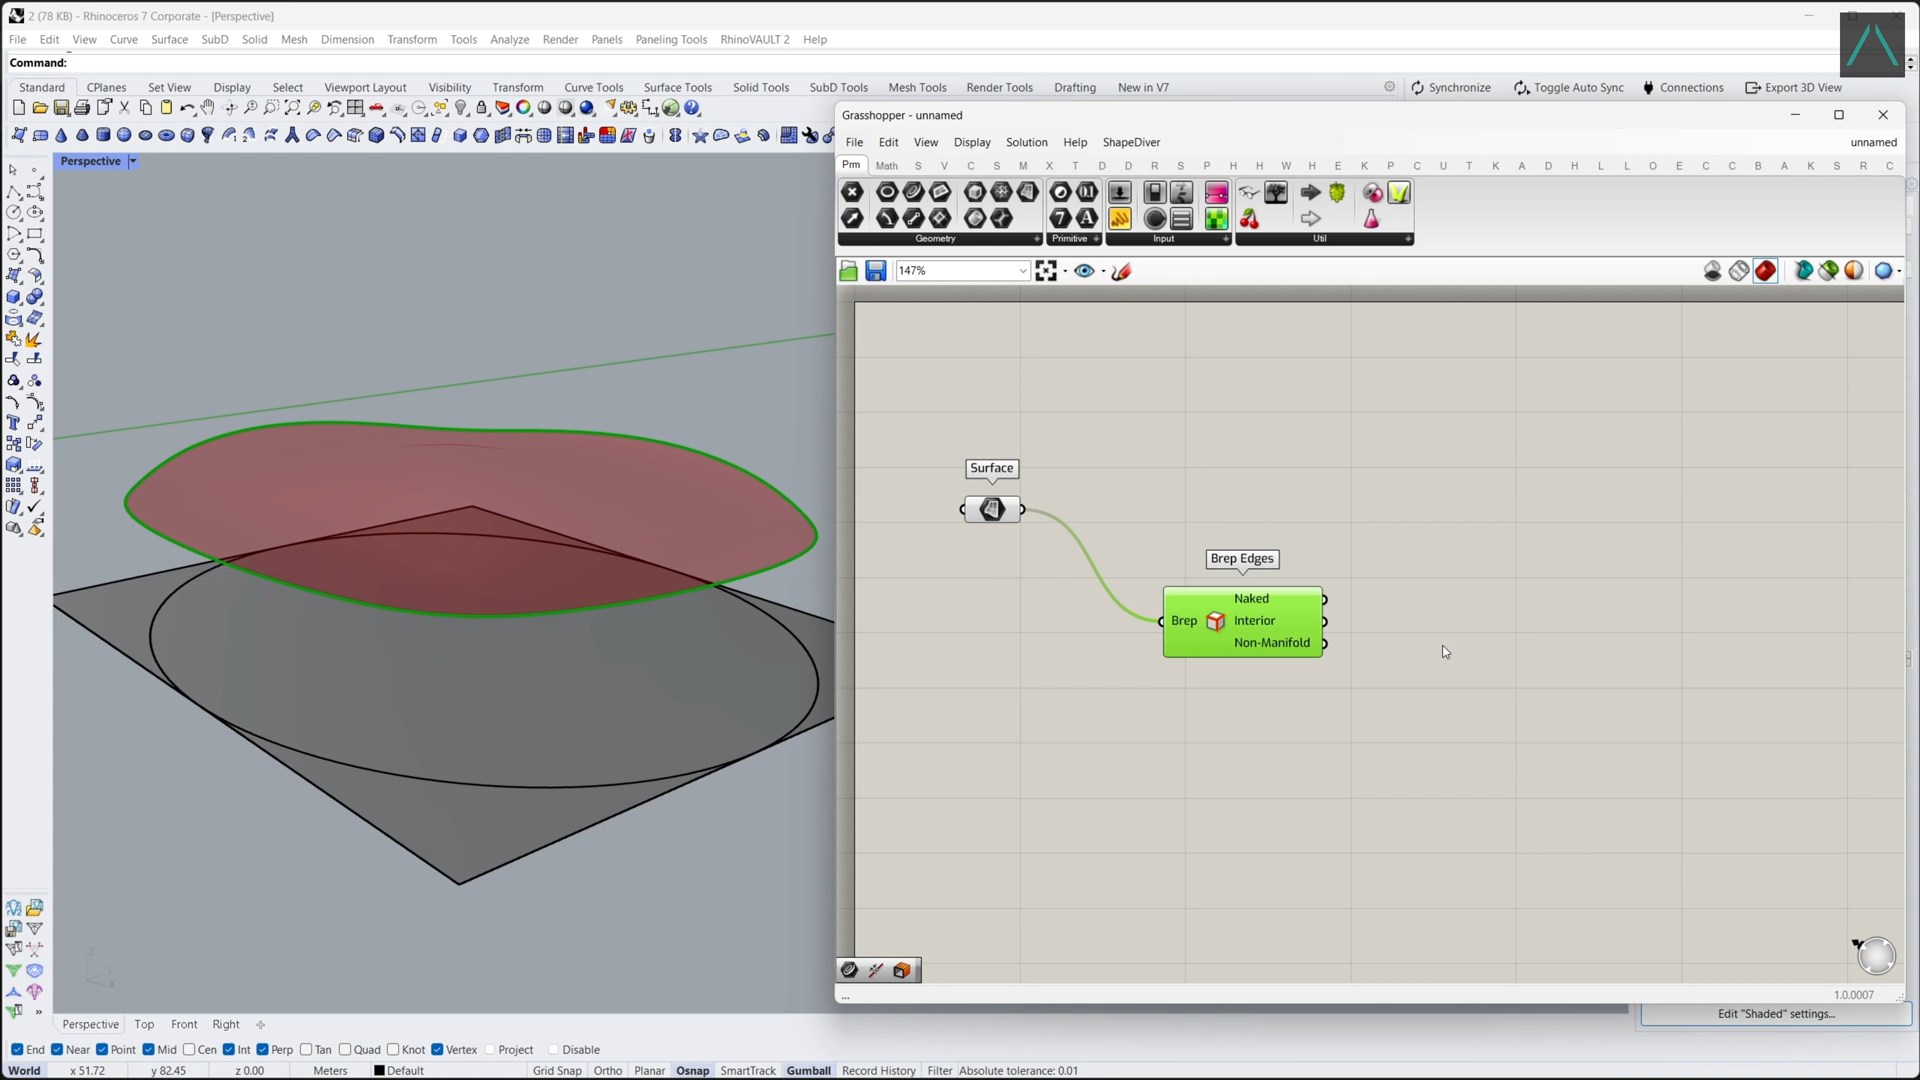 2 (78 KB) - Rhinoceros 7 Corporate - [Perspective]
File Edit View Curve Surface SubD Solid Mesh Dimension Transform Tools Analyze Render Panels Paneling Tools RhinoVAULT 2 Help
Command:
Standard CPlanes Set View Display Select Viewport Layout Visibility Transform Curve Tools Surface Tools Solid Tools SubD Tools Mesh Tools Render Tools Drafting New in V7
Synchronize Toggle Auto Sync Connections Export 3D View
Perspective
Grasshopper - unnamed
File Edit View Display Solution Help ShapeDiver unnamed
Prm Math S V C S M X T D D R S P H H W H E K P C U T K A D H L L O E C C B A K S R C
Geometry Primitive Input Util
147%
Surface
Brep Edges
Naked
Brep Interior
Non-Manifold
...
1.0.0007
Edit "Shaded" settings...
Perspective Top Front Right
End Near Point Mid Cen Int Perp Tan Quad Knot Vertex Project Disable
World x 51.72 y 82.45 z 0.00 Meters Default Grid Snap Ortho Planar Osnap SmartTrack Gumball Record History Filter Absolute tolerance: 0.01